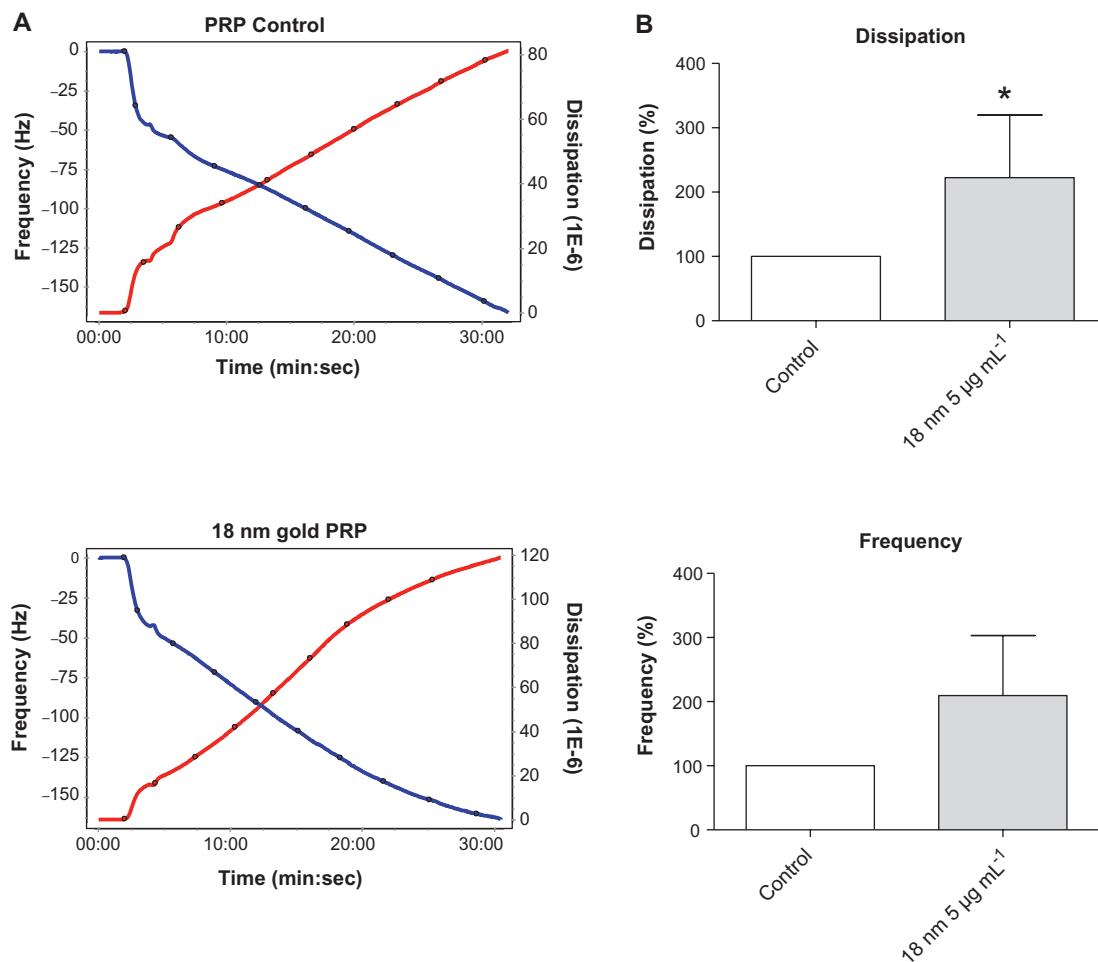 A
PRP Control
Frequency (Hz)
0
−25
−50
−75
−100
−125
−150
80
60
40
20
0
Dissipation (1E-6)
00:00 10:00 20:00 30:00
Time (min:sec)
18 nm gold PRP
Frequency (Hz)
0
−25
−50
−75
−100
−125
−150
120
100
80
60
40
20
0
Dissipation (1E-6)
00:00 10:00 20:00 30:00
Time (min:sec)
B
Dissipation
Dissipation (%)
400
300
200
100
0
*
Control
18 nm 5 µg mL⁻¹
Frequency
Frequency (%)
400
300
200
100
0
Control
18 nm 5 µg mL⁻¹